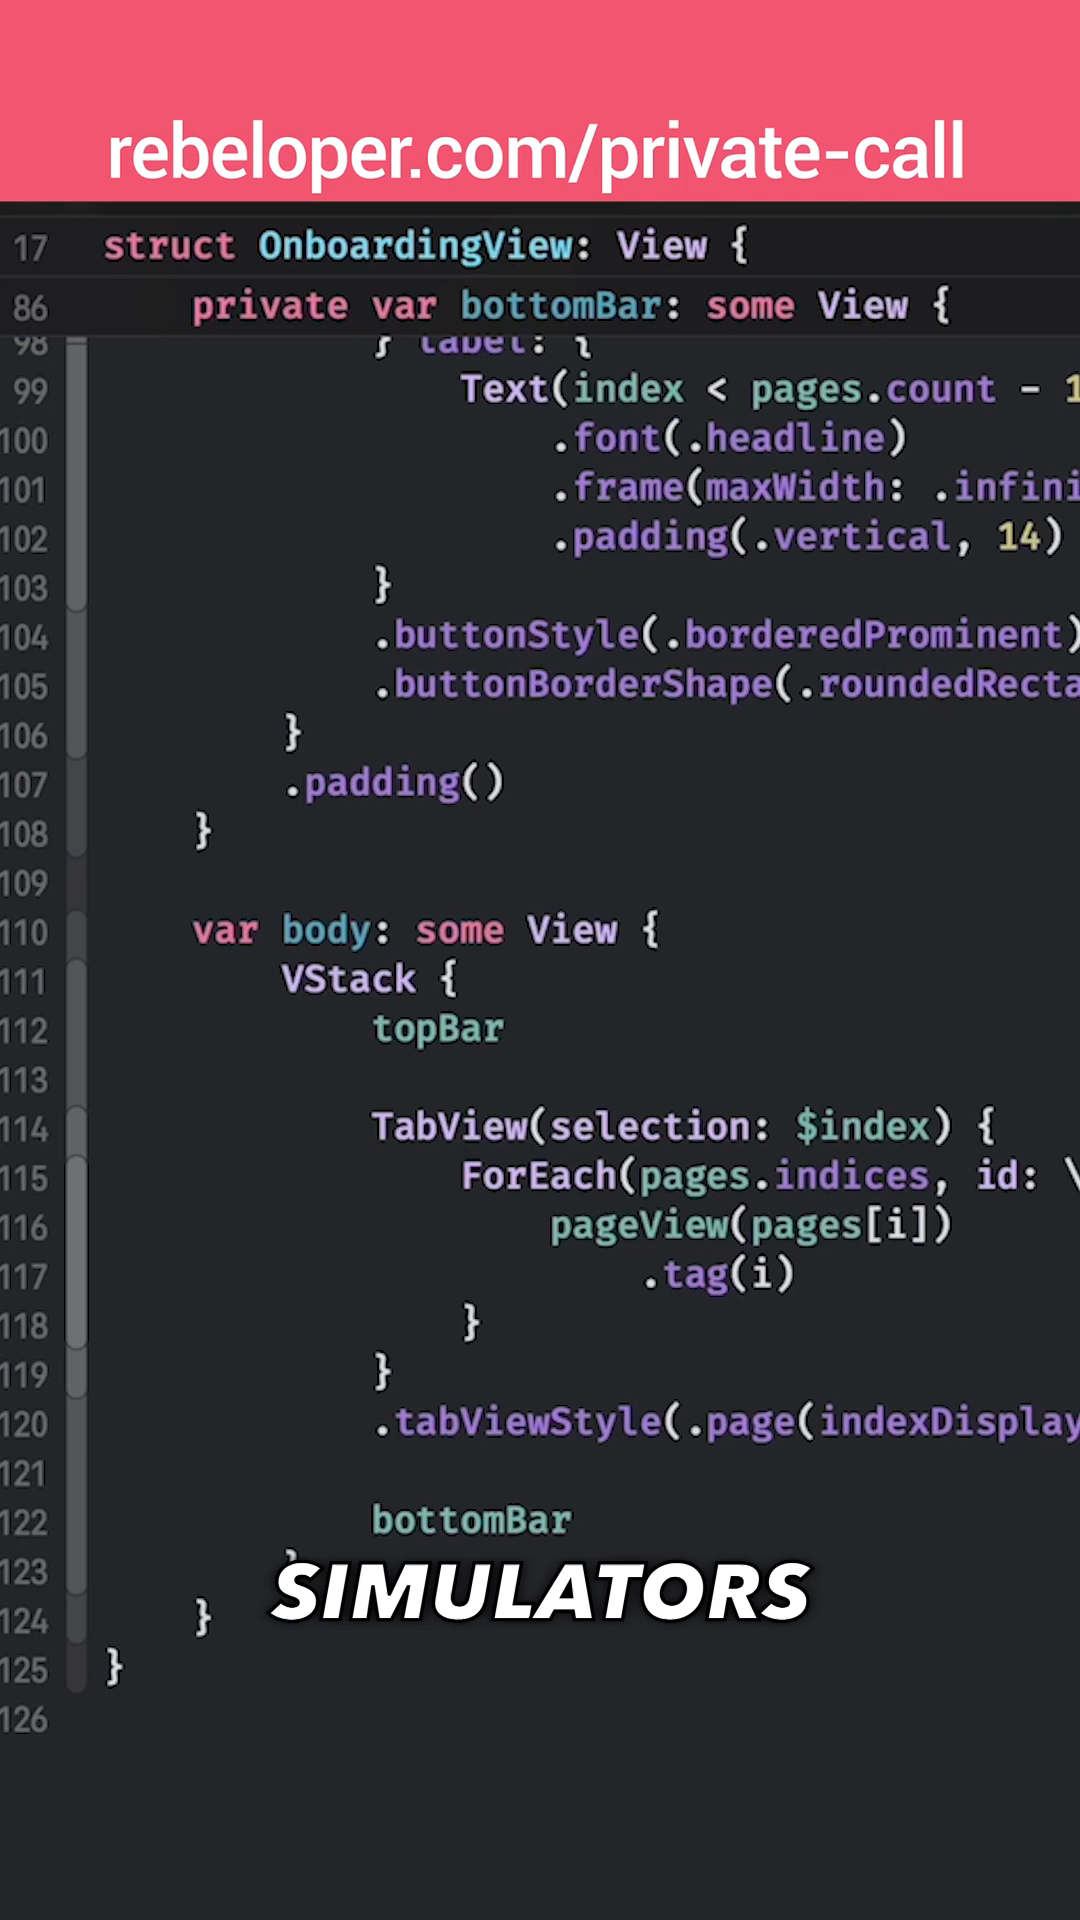 rebeloper.com/private-call
17 struct OnboardingView: View {
86 private var bottomBar: some View {
98 } label: {
99 Text(index < pages.count - 1
100 .font(.headline)
101 .frame(maxWidth: .infini
102 .padding(.vertical, 14)
103 }
104 .buttonStyle(.borderedProminent)
105 .buttonBorderShape(.roundedRecta
106 }
107 .padding()
108 }
109
110 var body: some View {
111 VStack {
112 topBar
113
114 TabView(selection: $index) {
115 ForEach(pages.indices, id: \
116 pageView(pages[i])
117 .tag(i)
118 }
119 }
120 .tabViewStyle(.page(indexDisplay
121
122 bottomBar
123 }
SIMULATORS
124 }
125 }
126